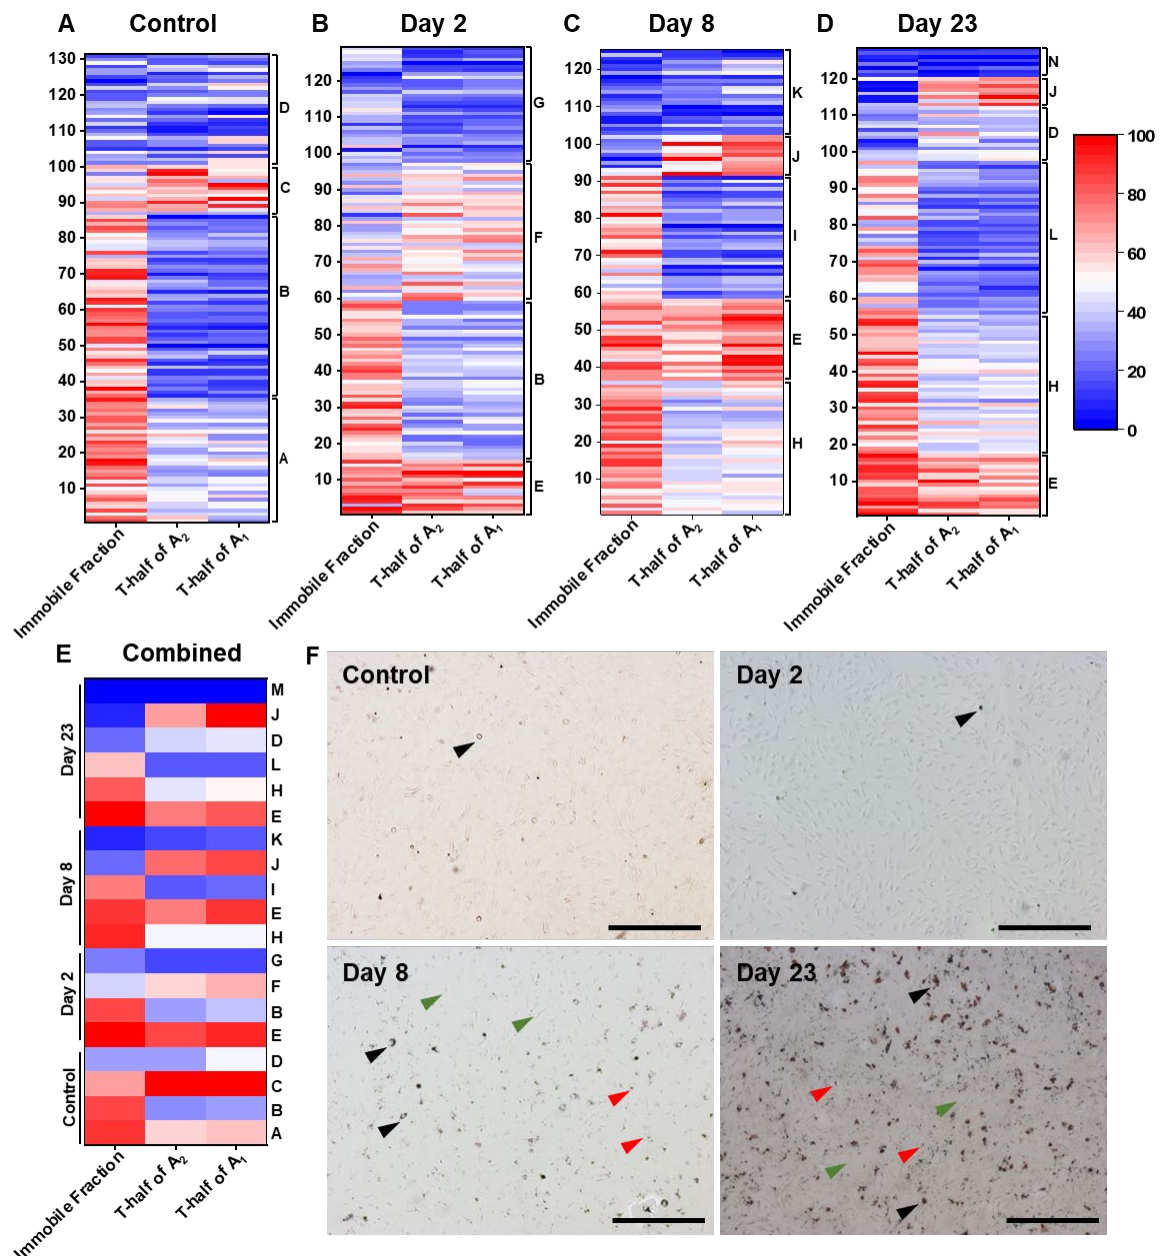 A Control
B Day 2
C Day 8
D Day 23
130
120
110
100
90
80
70
60
50
40
30
20
10
D
C
B
A
Immobile Fraction
T-half of A2
T-half of A1
120
110
100
90
80
70
60
50
40
30
20
10
G
F
B
E
Immobile Fraction
T-half of A2
T-half of A1
120
110
100
90
80
70
60
50
40
30
20
10
K
J
I
E
H
Immobile Fraction
T-half of A2
T-half of A1
120
110
100
90
80
70
60
50
40
30
20
10
N
J
D
L
H
E
Immobile Fraction
T-half of A2
T-half of A1
100
80
60
40
20
0
E Combined
Day 23
Day 8
Day 2
Control
M
J
D
L
H
E
K
J
I
E
H
G
F
B
E
D
C
B
A
Immobile Fraction
T-half of A2
T-half of A1
F
Control
Day 2
Day 8
Day 23